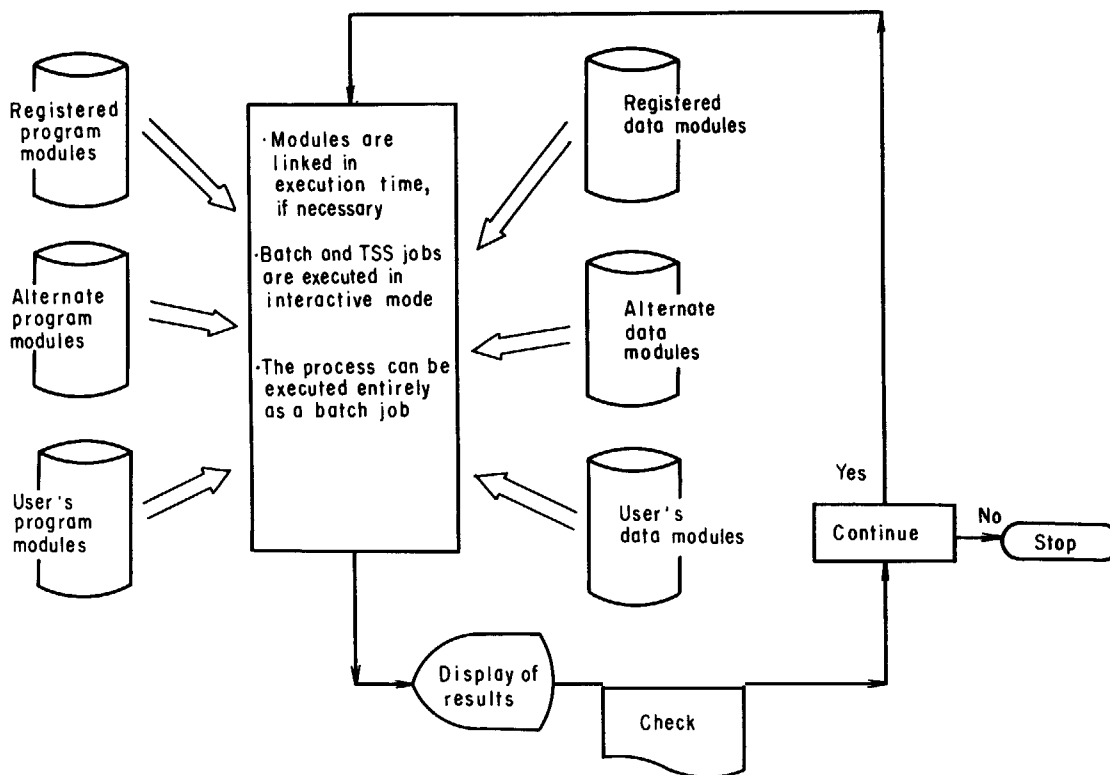 Registered
program
modules
Alternate
program
modules
User's
program
modules
·Modules are
linked in
execution time,
if necessary
·Batch and TSS jobs
are executed in
interactive mode
·The process can be
executed entirely
as a batch job
Registered
data modules
Alternate
data
modules
User's
data modules
Yes
Continue
No
Stop
Display of
results
Check